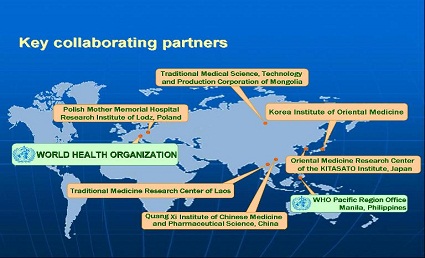 Key collaborating partners
Traditional Medical Science, Technology
and Production Corporation of Mongolia
Polish Mother Memorial Hospital
Research Institute of Lodz, Poland
Korea Institute of Oriental Medicine
WORLD HEALTH ORGANIZATION
Oriental Medicine Research Center
of the KITASATO Institute, Japan
Traditional Medicine Research Center of Laos
WHO Pacific Region Office
Manila, Philippines
Quang Xi Institute of Chinese Medicine
and Pharmaceutical Science, China